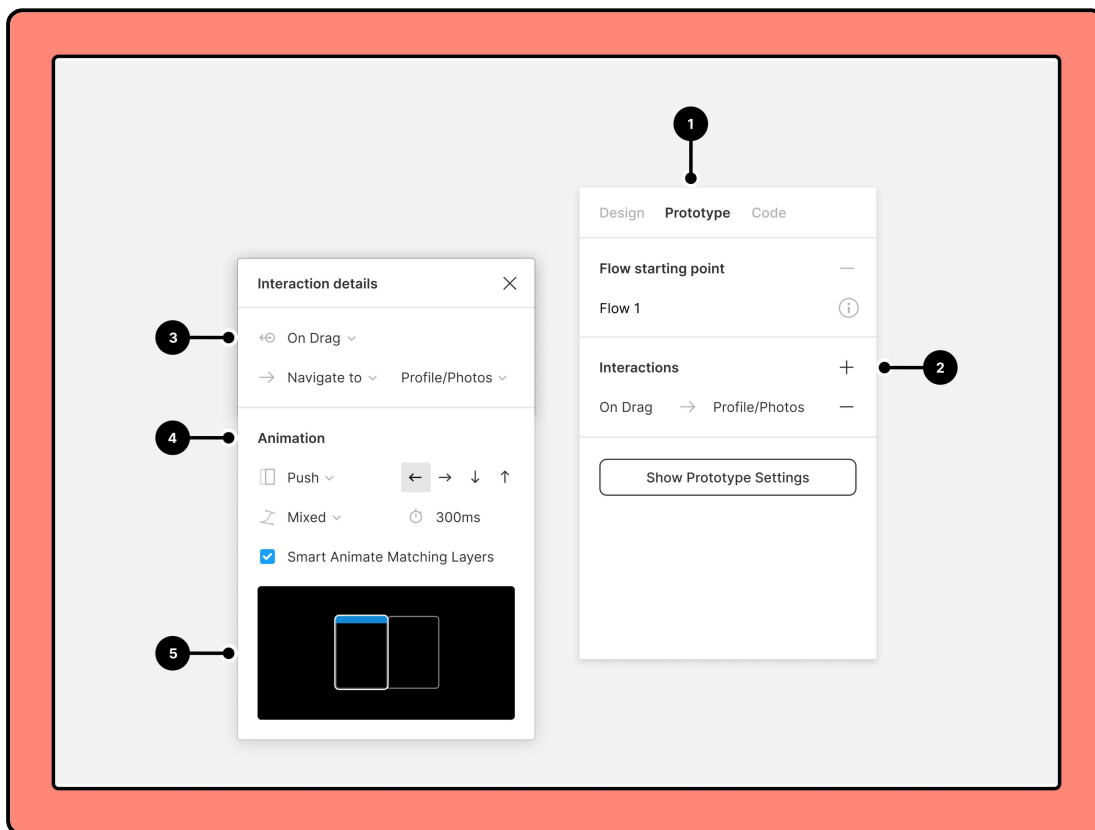 1
Design Prototype Code
Flow starting point
Flow 1
Interactions
2
On Drag Profile/Photos
Show Prototype Settings
Interaction details
3
On Drag
Navigate to Profile/Photos
4
Animation
Push
Mixed 300ms
Smart Animate Matching Layers
5